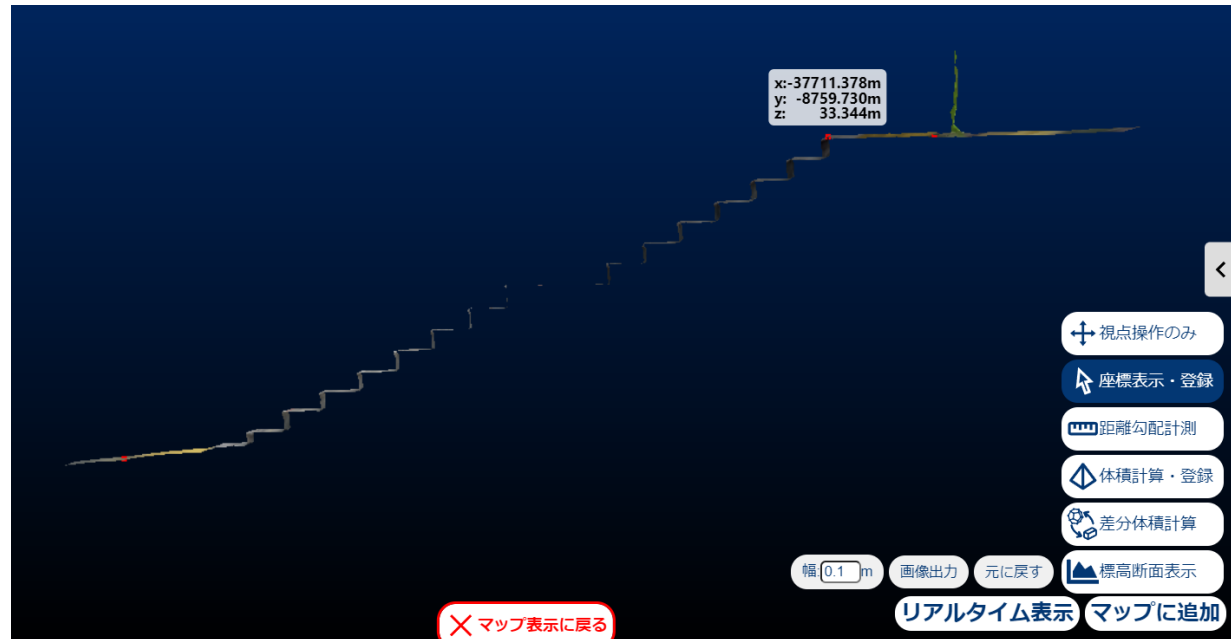 x:-37711.378m
y: -8759.730m
z: 33.344m
視点操作のみ
座標表示・登録
距離勾配計測
体積計算・登録
差分体積計算
幅:0.1 m
画像出力
元に戻す
標高断面表示
リアルタイム表示
マップに追加
マップ表示に戻る